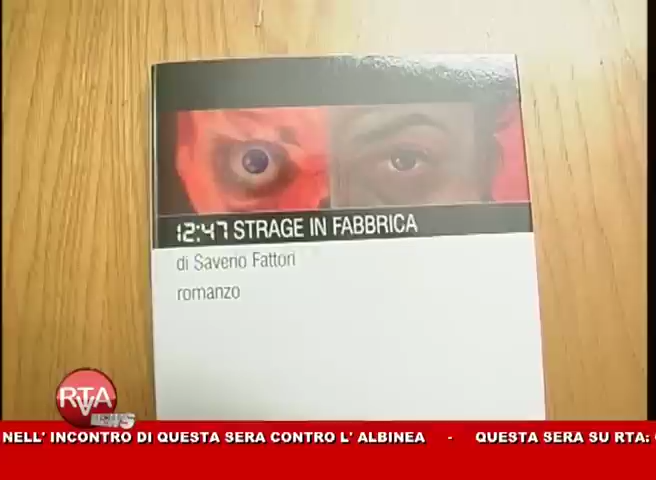 12:47 STRAGE IN FABBRICA
di Saverio Fattori
romanzo
RTA
NEWS
NELL' INCONTRO DI QUESTA SERA CONTRO L' ALBINEA - QUESTA SERA SU RTA: